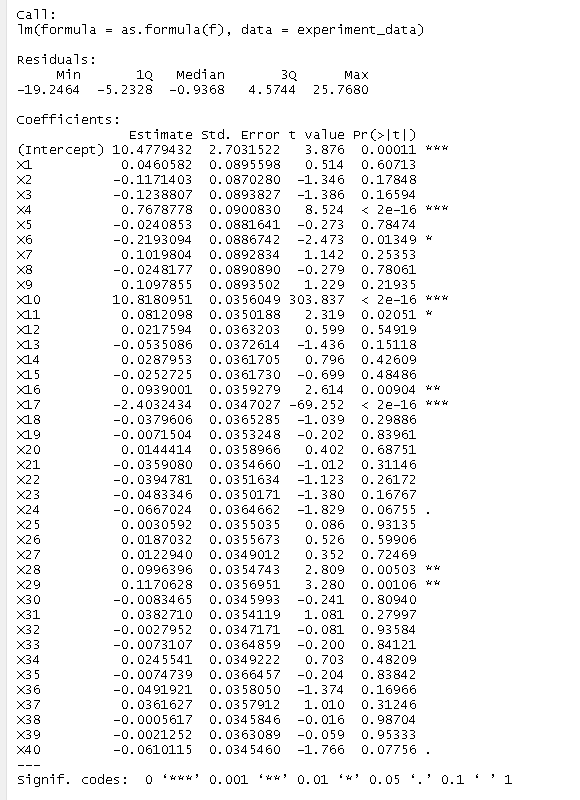 Call:
lm(formula = as.formula(f), data = experiment_data)
Residuals:
Min 1Q Median 3Q Max
-19.2464 -5.2328 -0.9368 4.5744 25.7680
Coefficients:
Estimate Std. Error t value Pr(>|t|)
(Intercept) 10.4779432 2.7031522 3.876 0.00011 ***
X1 0.0460582 0.0895598 0.514 0.60713
X2 -0.1171403 0.0870280 -1.346 0.17848
X3 -0.1238807 0.0893827 -1.386 0.16594
X4 0.7678778 0.0900830 8.524 < 2e-16 ***
X5 -0.0240853 0.0881641 -0.273 0.78474
X6 -0.2193094 0.0886742 -2.473 0.01349 *
X7 0.1019804 0.0892834 1.142 0.25353
X8 -0.0248177 0.0890890 -0.279 0.78061
X9 0.1097855 0.0893502 1.229 0.21935
X10 10.8180951 0.0356049 303.837 < 2e-16 ***
X11 0.0812098 0.0350188 2.319 0.02051 *
X12 0.0217594 0.0363203 0.599 0.54919
X13 -0.0535086 0.0372614 -1.436 0.15118
X14 0.0287953 0.0361705 0.796 0.42609
X15 -0.0252725 0.0361730 -0.699 0.48486
X16 0.0939001 0.0359279 2.614 0.00904 **
X17 -2.4032434 0.0347027 -69.252 < 2e-16 ***
X18 -0.0379606 0.0365285 -1.039 0.29886
X19 -0.0071504 0.0353248 -0.202 0.83961
X20 0.0144414 0.0358966 0.402 0.68751
X21 -0.0359080 0.0354660 -1.012 0.31146
X22 -0.0394781 0.0351634 -1.123 0.26172
X23 -0.0483346 0.0350171 -1.380 0.16767
X24 -0.0667024 0.0364662 -1.829 0.06755 .
X25 0.0030592 0.0355035 0.086 0.93135
X26 0.0187032 0.0355673 0.526 0.59906
X27 0.0122940 0.0349012 0.352 0.72469
X28 0.0996396 0.0354743 2.809 0.00503 **
X29 0.1170628 0.0356951 3.280 0.00106 **
X30 -0.0083465 0.0345993 -0.241 0.80940
X31 0.0382710 0.0354119 1.081 0.27997
X32 -0.0027952 0.0347171 -0.081 0.93584
X33 -0.0073107 0.0364859 -0.200 0.84121
X34 0.0245541 0.0349222 0.703 0.48209
X35 -0.0074739 0.0366457 -0.204 0.83842
X36 -0.0491921 0.0358050 -1.374 0.16966
X37 0.0361627 0.0357912 1.010 0.31246
X38 -0.0005617 0.0345846 -0.016 0.98704
X39 -0.0021252 0.0363089 -0.059 0.95333
X40 -0.0610115 0.0345460 -1.766 0.07756 .
---
Signif. codes: 0 ‘***’ 0.001 ‘**’ 0.01 ‘*’ 0.05 ‘.’ 0.1 ‘ ’ 1